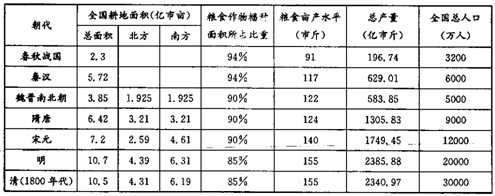 朝代 全国耕地面积(亿市亩) 粮食作物播种面积所占比重 粮食亩产水平(市斤) 总产量(亿市斤) 全国总人口(万人)
总面积 北方 南方
春秋战国 2.3 94% 91 196.74 3200
秦汉 5.72 94% 117 629.01 6000
魏晋南北朝 3.85 1.925 1.925 90% 122 583.85 5000
隋唐 6.42 3.21 3.21 90% 124 1305.83 9000
宋元 7.2 2.59 4.61 90% 140 1749.45 12000
明 10.7 4.39 6.31 85% 155 2385.88 20000
清(1800年代) 10.5 4.31 6.19 85% 155 2340.97 30000